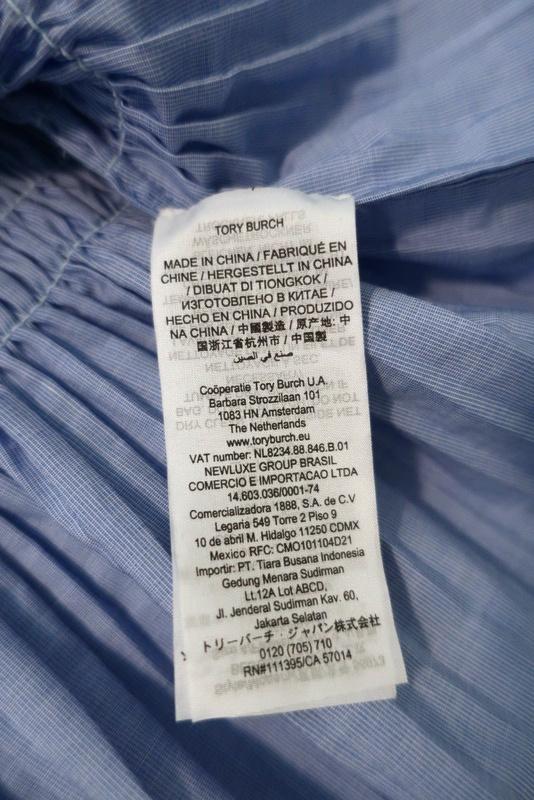 TORY BURCH
MADE IN CHINA / FABRIQUÉ EN
CHINE / HERGESTELLT IN CHINA
/ DIBUAT DI TIONGKOK /
ИЗГОТОВЛЕНО В КИТАЕ /
HECHO EN CHINA / PRODUZIDO
NA CHINA / 中國製造 / 原产地: 中
国浙江省杭州市 / 中国製
صنع في الصين
Coöperatie Tory Burch U.A.
Barbara Strozzilaan 101
1083 HN Amsterdam
The Netherlands
www.toryburch.eu
VAT number: NL8234.88.846.B.01
NEWLUXE GROUP BRASIL
COMERCIO E IMPORTACAO LTDA
14.603.036/0001-74
Comercializadora 1888, S.A. de C.V
Legaria 549 Torre 2 Piso 9
10 de abril M. Hidalgo 11250 CDMX
Mexico RFC: CMO101104D21
Importir: PT. Tiara Busana Indonesia
Gedung Menara Sudirman
Lt.12A Lot ABCD,
Jl. Jenderal Sudirman Kav. 60,
Jakarta Selatan
トリーバーチ・ジャパン株式会社
0120 (705) 710
RN#111395/CA 57014